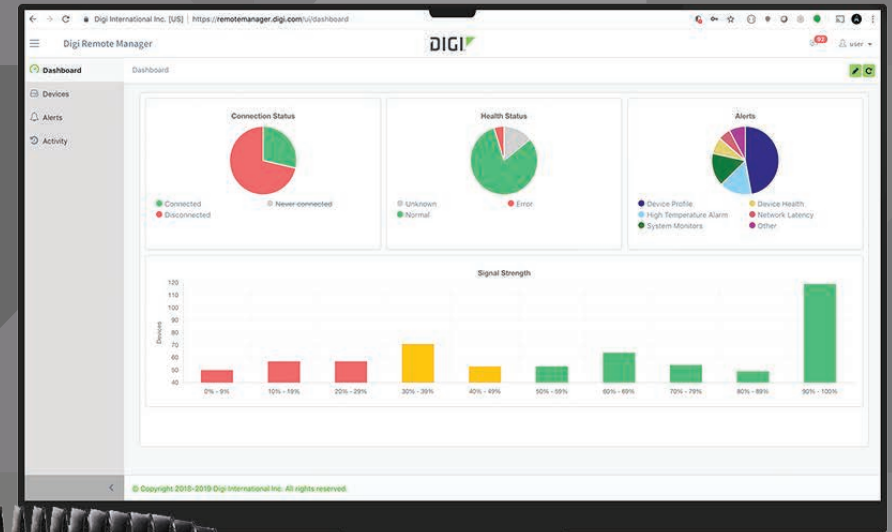 Digi International Inc. [US] | https://remotemanager.digi.com/ui/dashboard
Digi Remote Manager
DIGI
92
user
Dashboard
Devices
Alerts
Activity
Dashboard
Connection Status
Connected
Never connected
Disconnected
Health Status
Unknown
Error
Normal
Alerts
Device Profile
Device Health
High Temperature Alarm
Network Latency
System Monitors
Other
Signal Strength
Devices
120
110
100
90
80
70
60
50
40
0% - 9%
10% - 19%
20% - 29%
30% - 39%
40% - 49%
50% - 59%
60% - 69%
70% - 79%
80% - 89%
90% - 100%
© Copyright 2018-2019 Digi International Inc. All rights reserved.